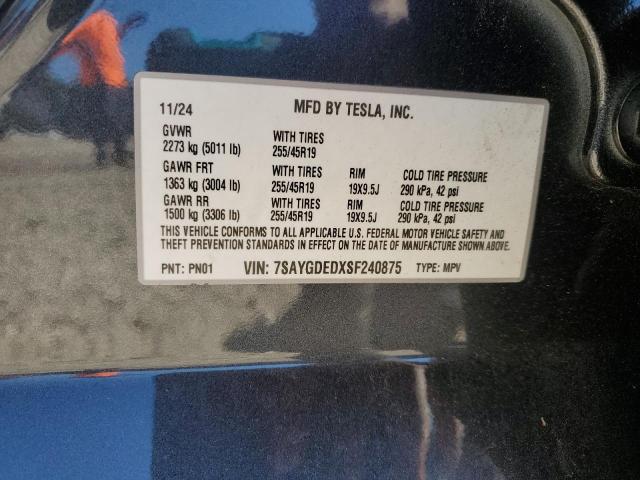 11/24 MFD BY TESLA, INC.
GVWR WITH TIRES
2273 kg (5011 lb) 255/45R19
GAWR FRT WITH TIRES RIM COLD TIRE PRESSURE
1363 kg (3004 lb) 255/45R19 19X9.5J 290 kPa, 42 psi
GAWR RR WITH TIRES RIM COLD TIRE PRESSURE
1500 kg (3306 lb) 255/45R19 19X9.5J 290 kPa, 42 psi
THIS VEHICLE CONFORMS TO ALL APPLICABLE U.S. FEDERAL MOTOR VEHICLE SAFETY AND
THEFT PREVENTION STANDARDS IN EFFECT ON THE DATE OF MANUFACTURE SHOWN ABOVE.
PNT: PN01 VIN: 7SAYGDEDXSF240875 TYPE: MPV